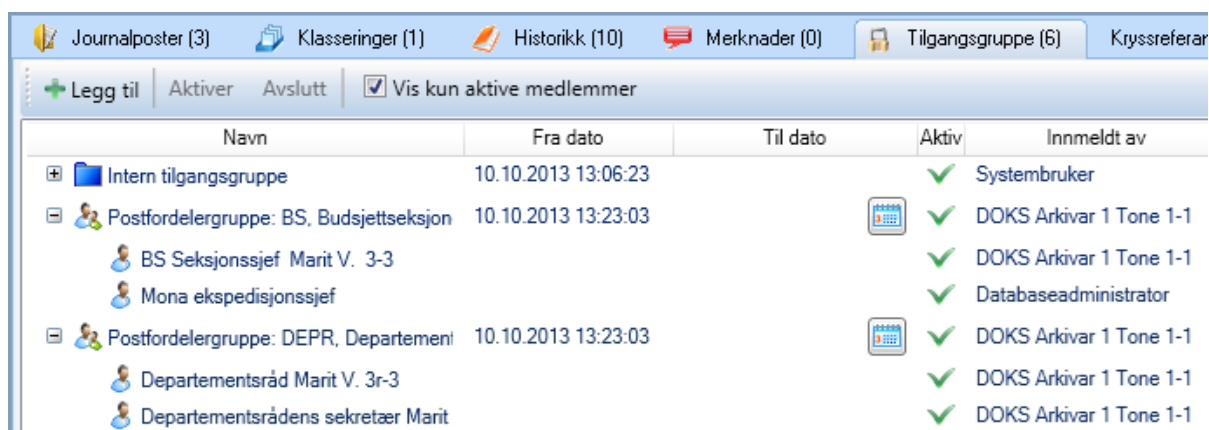 Journalposter (3) Klasseringer (1) Historikk (10) Merknader (0) Tilgangsgruppe (6) Kryssreferan
Legg til Aktiver Avslutt Vis kun aktive medlemmer
Navn Fra dato Til dato Aktiv Innmeldt av
Intern tilgangsgruppe 10.10.2013 13:06:23 Systembruker
Postfordelergruppe: BS, Budsjettseksjon 10.10.2013 13:23:03 DOKS Arkivar 1 Tone 1-1
BS Seksjonssjef Marit V. 3-3 DOKS Arkivar 1 Tone 1-1
Mona ekspedisjonssjef Databaseadministrator
Postfordelergruppe: DEPR, Departement 10.10.2013 13:23:03 DOKS Arkivar 1 Tone 1-1
Departementsråd Marit V. 3r-3 DOKS Arkivar 1 Tone 1-1
Departementsrådens sekretær Marit DOKS Arkivar 1 Tone 1-1